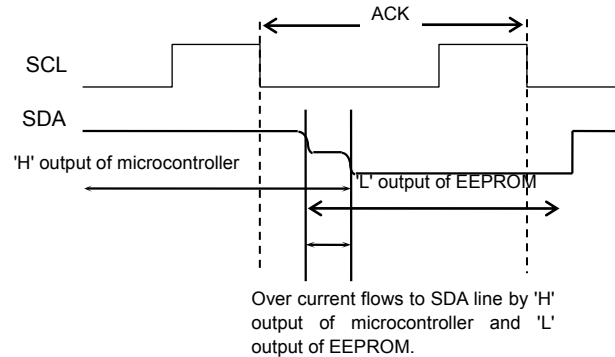 ACK
SCL
SDA
'H' output of microcontroller
'L' output of EEPROM
Over current flows to SDA line by 'H'
output of microcontroller and 'L'
output of EEPROM.